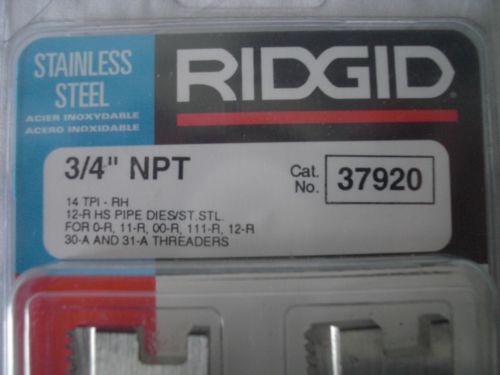 STAINLESS
STEEL
ACIER INOXYDABLE
ACERO INOXIDABLE
RIDGID
3/4" NPT
Cat.
No.
37920
14 TPI - RH
12-R HS PIPE DIES/ST.STL.
FOR 0-R, 11-R, 00-R, 111-R, 12-R
30-A AND 31-A THREADERS